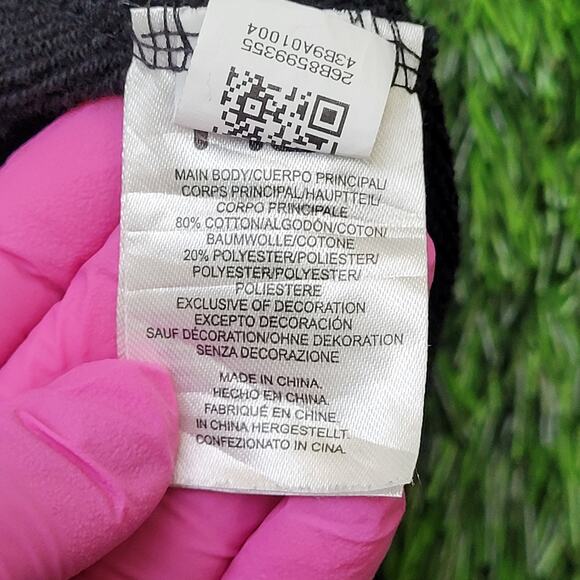 26B8599355
43B9A01004
MAIN BODY/CUERPO PRINCIPAL/
CORPS PRINCIPAL/HAUPTTEIL/
CORPO PRINCIPALE
80% COTTON/ALGODÓN/COTON/
BAUMWOLLE/COTONE
20% POLYESTER/POLIESTER/
POLYESTER/POLYESTER/
POLIESTERE
EXCLUSIVE OF DECORATION
EXCEPTO DECORACIÓN
SAUF DÉCORATION/OHNE DEKORATION
SENZA DECORAZIONE
MADE IN CHINA.
HECHO EN CHINA.
FABRIQUÉ EN CHINE.
IN CHINA HERGESTELLT.
CONFEZIONATO IN CINA.